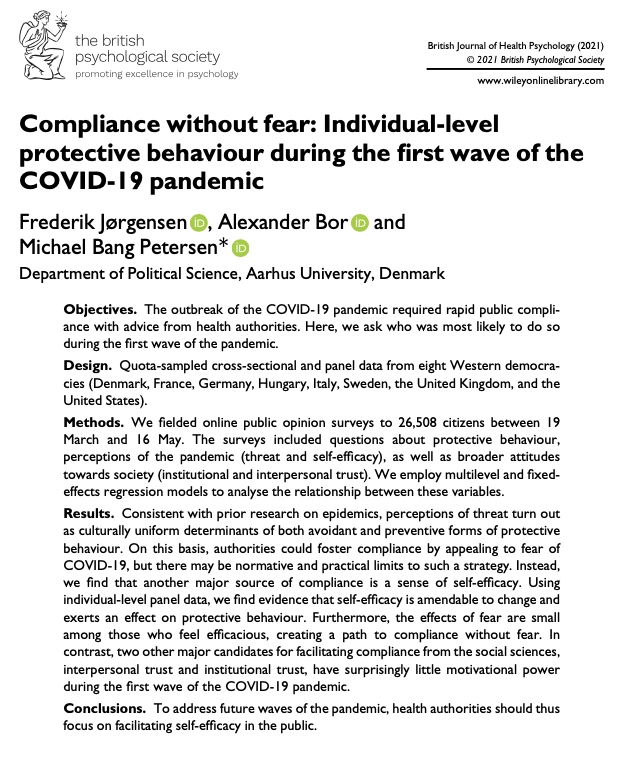 the british
psychological society
promoting excellence in psychology
British Journal of Health Psychology (2021)
© 2021 British Psychological Society
www.wileyonlinelibrary.com
Compliance without fear: Individual-level
protective behaviour during the first wave of the
COVID-19 pandemic
Frederik Jørgensen iD, Alexander Bor iD and
Michael Bang Petersen* iD
Department of Political Science, Aarhus University, Denmark
Objectives. The outbreak of the COVID-19 pandemic required rapid public compli-
ance with advice from health authorities. Here, we ask who was most likely to do so
during the first wave of the pandemic.
Design. Quota-sampled cross-sectional and panel data from eight Western democra-
cies (Denmark, France, Germany, Hungary, Italy, Sweden, the United Kingdom, and the
United States).
Methods. We fielded online public opinion surveys to 26,508 citizens between 19
March and 16 May. The surveys included questions about protective behaviour,
perceptions of the pandemic (threat and self-efficacy), as well as broader attitudes
towards society (institutional and interpersonal trust). We employ multilevel and fixed-
effects regression models to analyse the relationship between these variables.
Results. Consistent with prior research on epidemics, perceptions of threat turn out
as culturally uniform determinants of both avoidant and preventive forms of protective
behaviour. On this basis, authorities could foster compliance by appealing to fear of
COVID-19, but there may be normative and practical limits to such a strategy. Instead,
we find that another major source of compliance is a sense of self-efficacy. Using
individual-level panel data, we find evidence that self-efficacy is amendable to change and
exerts an effect on protective behaviour. Furthermore, the effects of fear are small
among those who feel efficacious, creating a path to compliance without fear. In
contrast, two other major candidates for facilitating compliance from the social sciences,
interpersonal trust and institutional trust, have surprisingly little motivational power
during the first wave of the COVID-19 pandemic.
Conclusions. To address future waves of the pandemic, health authorities should thus
focus on facilitating self-efficacy in the public.